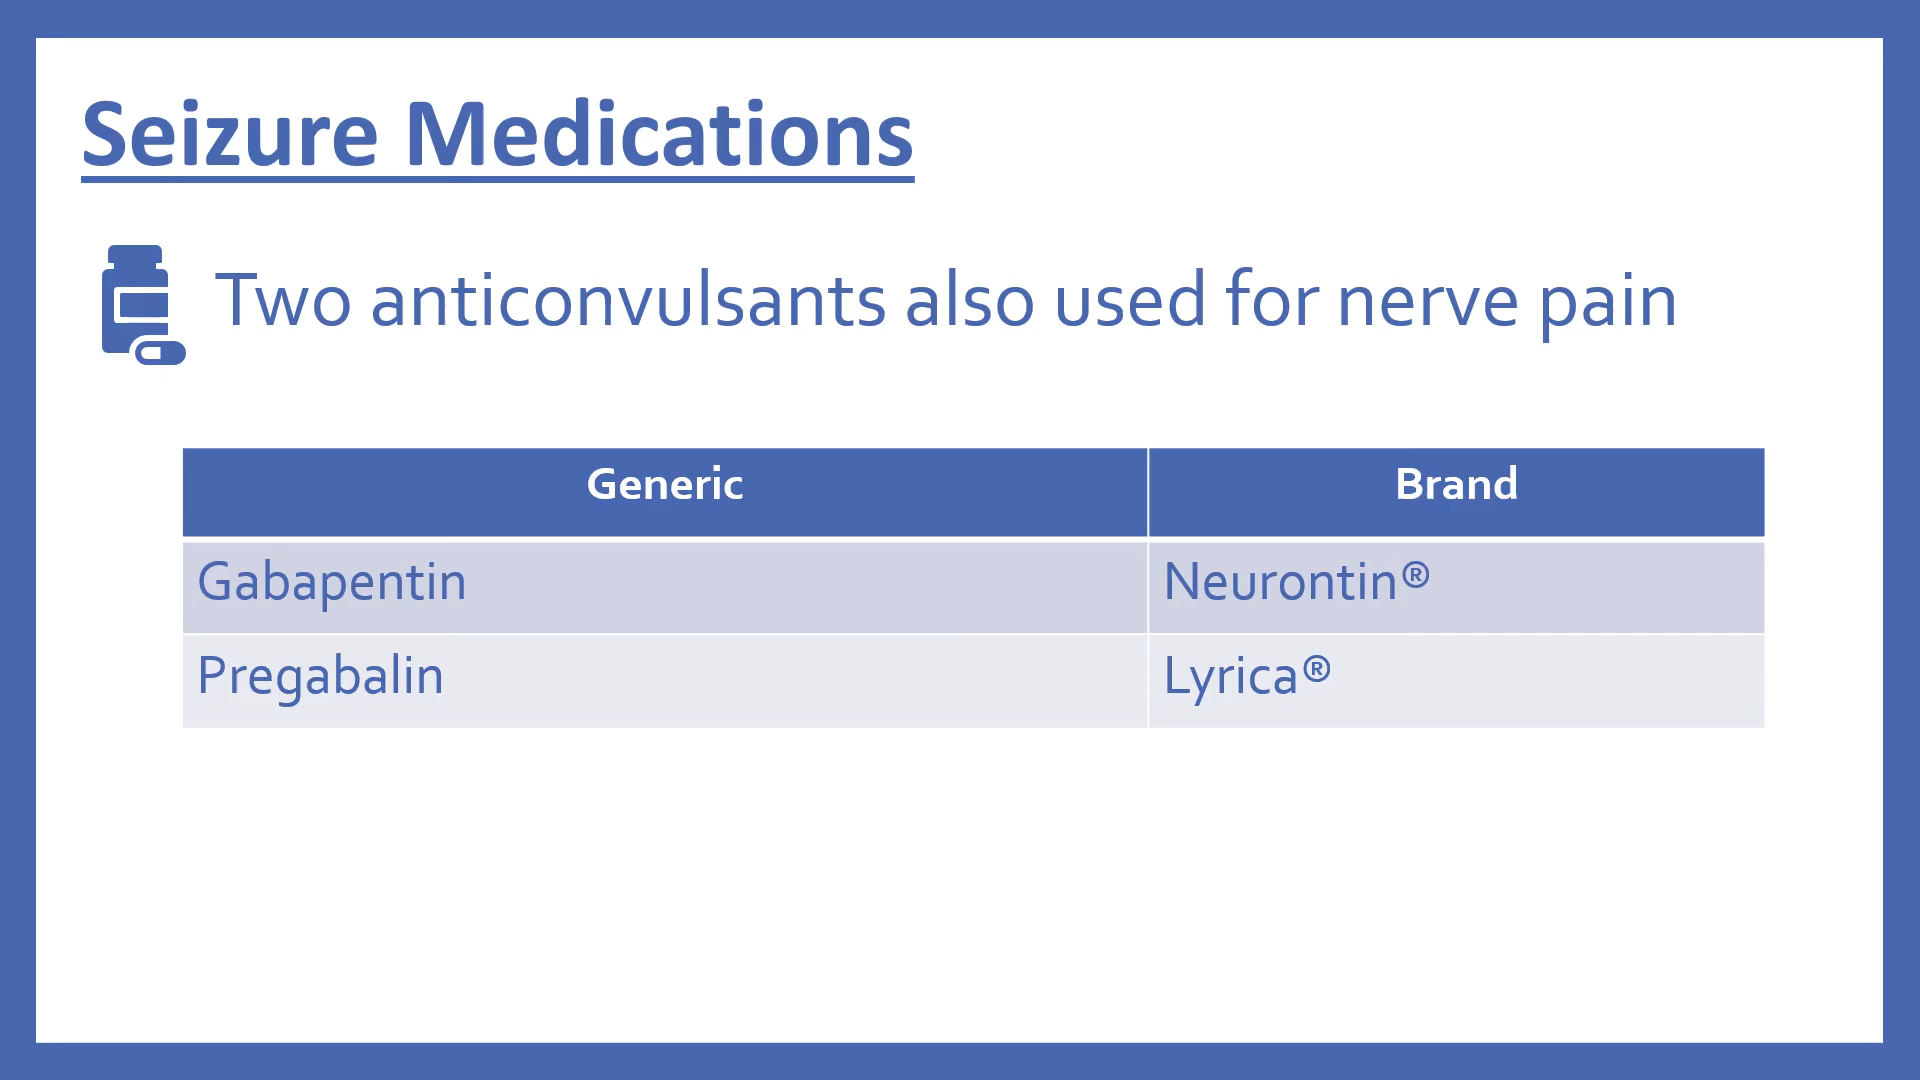 Seizure Medications
Two anticonvulsants also used for nerve pain
Generic Brand
Gabapentin Neurontin®
Pregabalin Lyrica®